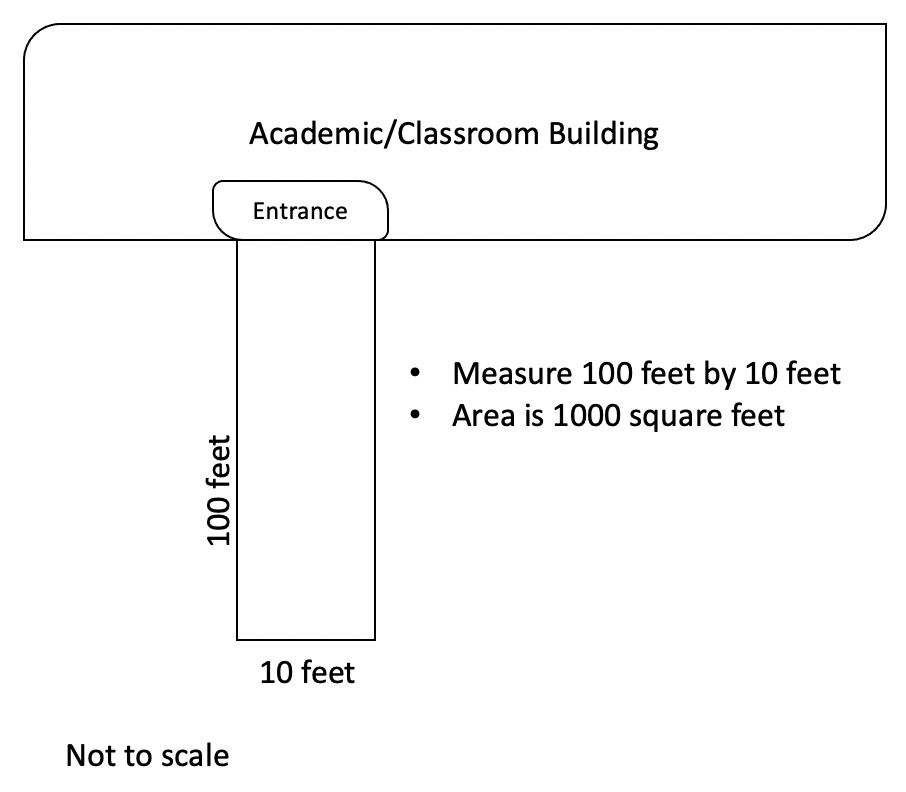 Academic/Classroom Building
Entrance
• Measure 100 feet by 10 feet
• Area is 1000 square feet
100 feet
10 feet
Not to scale